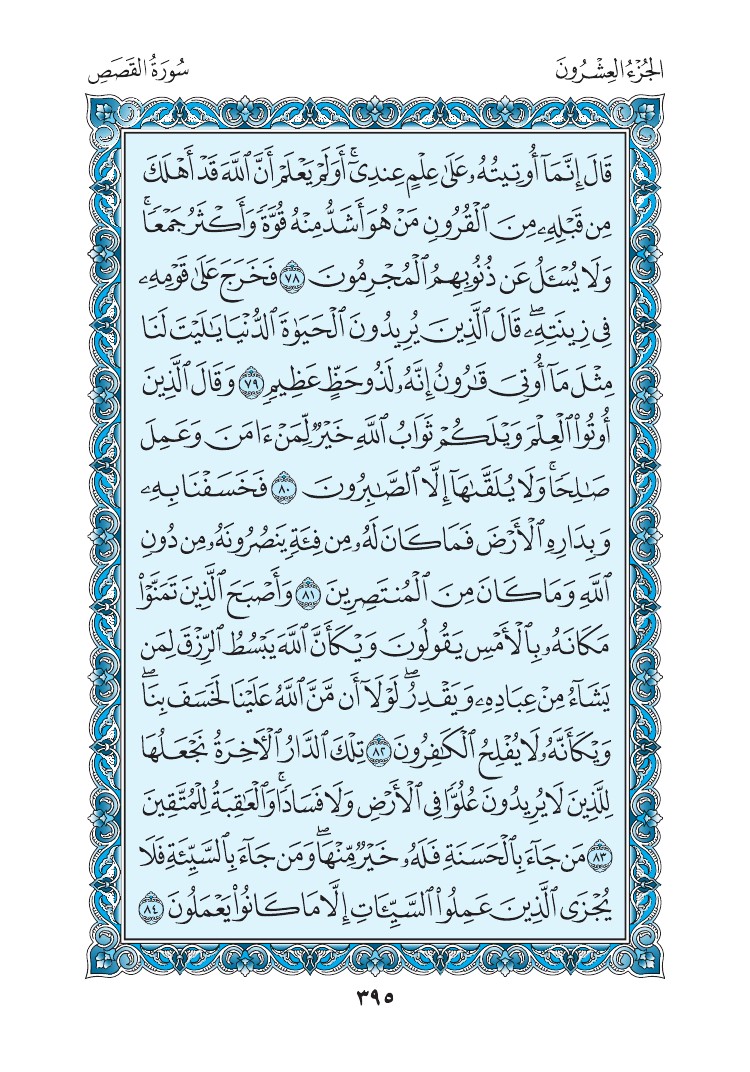 الجُزْءُ العِشْرُونَ
سُورَةُ القَصَصِ
قَالَ إِنَّمَآ أُوتِيتُهُۥ عَلَىٰ عِلْمٍ عِندِىٓۚ أَوَلَمْ يَعْلَمْ أَنَّ ٱللَّهَ قَدْ أَهْلَكَ
مِن قَبْلِهِۦ مِنَ ٱلْقُرُونِ مَنْ هُوَ أَشَدُّ مِنْهُ قُوَّةً وَأَكْثَرُ جَمْعًاۚ
وَلَا يُسْـَٔلُ عَن ذُنُوبِهِمُ ٱلْمُجْرِمُونَ ٧٨ فَخَرَجَ عَلَىٰ قَوْمِهِۦ
فِى زِينَتِهِۦۖ قَالَ ٱلَّذِينَ يُرِيدُونَ ٱلْحَيَوٰةَ ٱلدُّنْيَا يَٰلَيْتَ لَنَا
مِثْلَ مَآ أُوتِىَ قَٰرُونُ إِنَّهُۥ لَذُو حَظٍّ عَظِيمٍ ٧٩ وَقَالَ ٱلَّذِينَ
أُوتُوا۟ ٱلْعِلْمَ وَيْلَكُمْ ثَوَابُ ٱللَّهِ خَيْرٌ لِّمَنْ ءَامَنَ وَعَمِلَ
صَٰلِحًاۚ وَلَا يُلَقَّىٰهَآ إِلَّا ٱلصَّٰبِرُونَ ٨٠ فَخَسَفْنَا بِهِۦ
وَبِدَارِهِ ٱلْأَرْضَ فَمَا كَانَ لَهُۥ مِن فِئَةٍ يَنصُرُونَهُۥ مِن دُونِ
ٱللَّهِ وَمَا كَانَ مِنَ ٱلْمُنتَصِرِينَ ٨١ وَأَصْبَحَ ٱلَّذِينَ تَمَنَّوْا۟
مَكَانَهُۥ بِٱلْأَمْسِ يَقُولُونَ وَيْكَأَنَّ ٱللَّهَ يَبْسُطُ ٱلرِّزْقَ لِمَن
يَشَآءُ مِنْ عِبَادِهِۦ وَيَقْدِرُۖ لَوْلَآ أَن مَّنَّ ٱللَّهُ عَلَيْنَا لَخَسَفَ بِنَاۖ
وَيْكَأَنَّهُۥ لَا يُفْلِحُ ٱلْكَٰفِرُونَ ٨٢ تِلْكَ ٱلدَّارُ ٱلْءَاخِرَةُ نَجْعَلُهَا
لِلَّذِينَ لَا يُرِيدُونَ عُلُوًّا فِى ٱلْأَرْضِ وَلَا فَسَادًاۚ وَٱلْعَٰقِبَةُ لِلْمُتَّقِينَ
٨٣ مَن جَآءَ بِٱلْحَسَنَةِ فَلَهُۥ خَيْرٌ مِّنْهَاۖ وَمَن جَآءَ بِٱلسَّيِّئَةِ فَلَا
يُجْزَى ٱلَّذِينَ عَمِلُوا۟ ٱلسَّيِّـَٔاتِ إِلَّا مَا كَانُوا۟ يَعْمَلُونَ ٨٤
٣٩٥